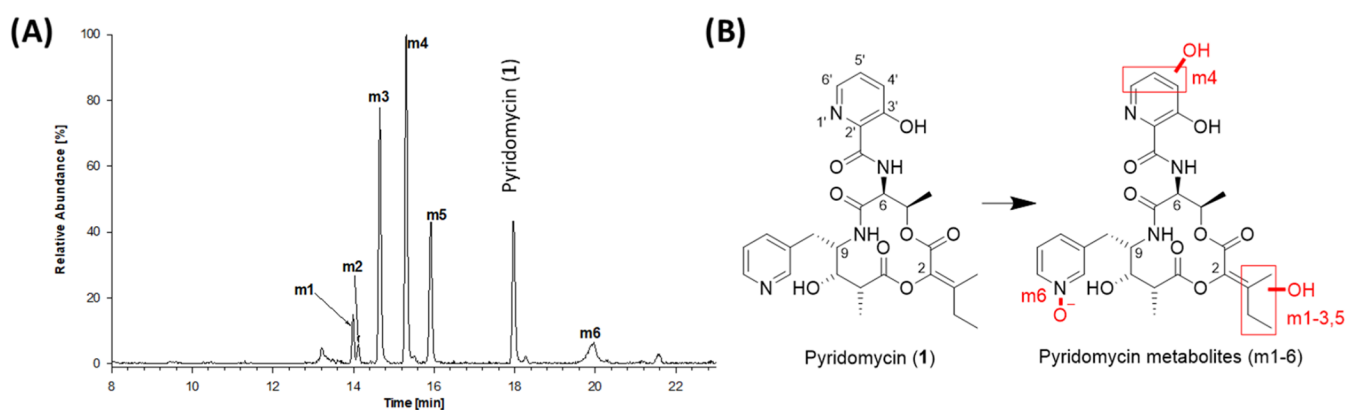 (A)
Relative Abundance [%]
100
80
60
40
20
0
8
10
12
14
16
18
20
22
Time [min]
m1
m2
m3
m4
m5
Pyridomycin (1)
m6
(B)
5'
6'
4'
N
1'
3'
2'
OH
O
N
H
O
6
NH
O
O
9
O
2
N
HO
O
Pyridomycin (1)
OH
m4
N
OH
O
N
H
O
6
NH
O
O
9
O
2
OH
N
m6
O−
HO
O
m1-3,5
Pyridomycin metabolites (m1-6)